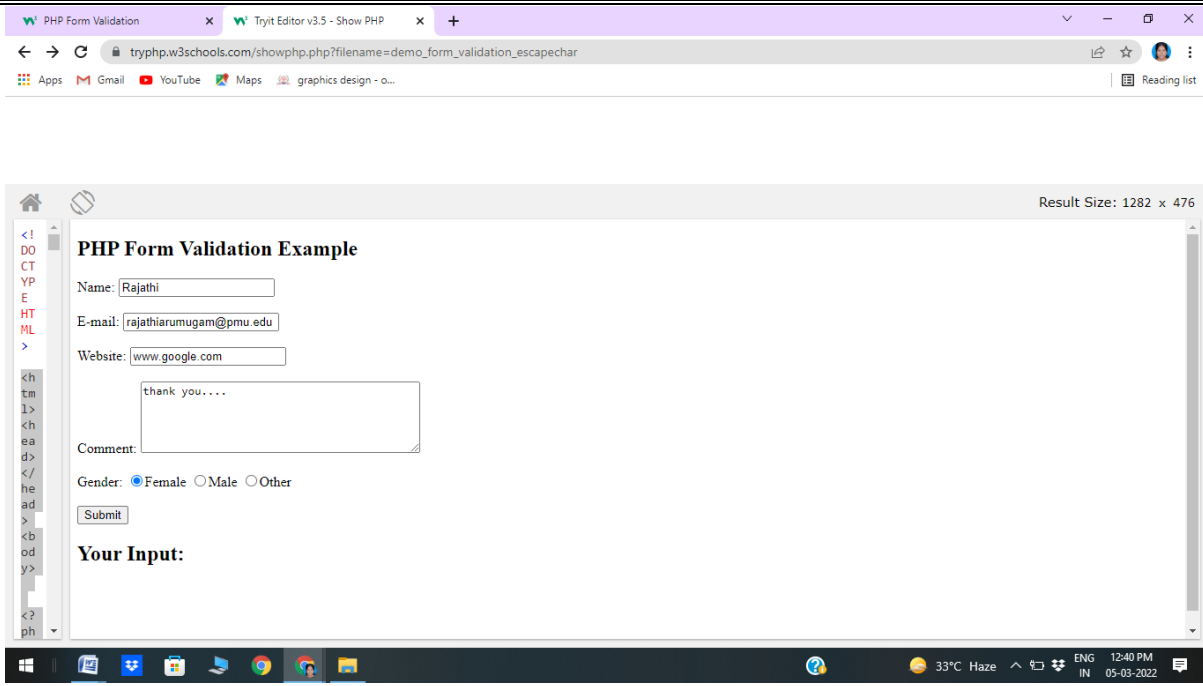 PHP Form Validation × Tryit Editor v3.5 - Show PHP × +
tryphp.w3schools.com/showphp.php?filename=demo_form_validation_escapechar
Apps Gmail YouTube Maps graphics design - o... Reading list
Result Size: 1282 x 476
<!
DO
CT
YP
E
HT
ML
>
<h
tm
l>
<h
ea
d>
</
he
ad
>
<b
od
y>
<?
ph
PHP Form Validation Example
Name: Rajathi
E-mail: rajathiarumugam@pmu.edu
Website: www.google.com
thank you....
Comment:
Gender: Female Male Other
Submit
Your Input:
33°C Haze ENG 12:40 PM
IN 05-03-2022